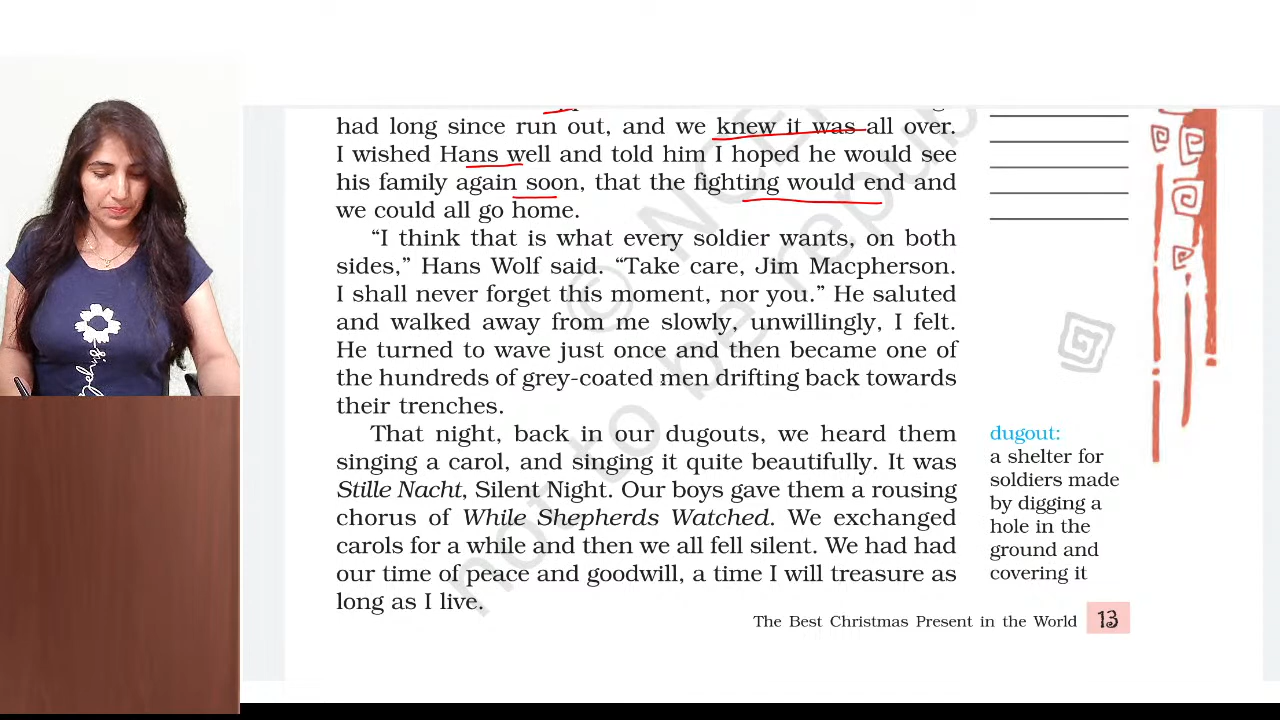 had long since run out, and we knew it was all over.
I wished Hans well and told him I hoped he would see
his family again soon, that the fighting would end and
we could all go home.
“I think that is what every soldier wants, on both
sides,” Hans Wolf said. “Take care, Jim Macpherson.
I shall never forget this moment, nor you.” He saluted
and walked away from me slowly, unwillingly, I felt.
He turned to wave just once and then became one of
the hundreds of grey-coated men drifting back towards
their trenches.
That night, back in our dugouts, we heard them
singing a carol, and singing it quite beautifully. It was
Stille Nacht, Silent Night. Our boys gave them a rousing
chorus of While Shepherds Watched. We exchanged
carols for a while and then we all fell silent. We had had
our time of peace and goodwill, a time I will treasure as
long as I live.
dugout:
a shelter for
soldiers made
by digging a
hole in the
ground and
covering it
The Best Christmas Present in the World 13
© NCE
not to be repub